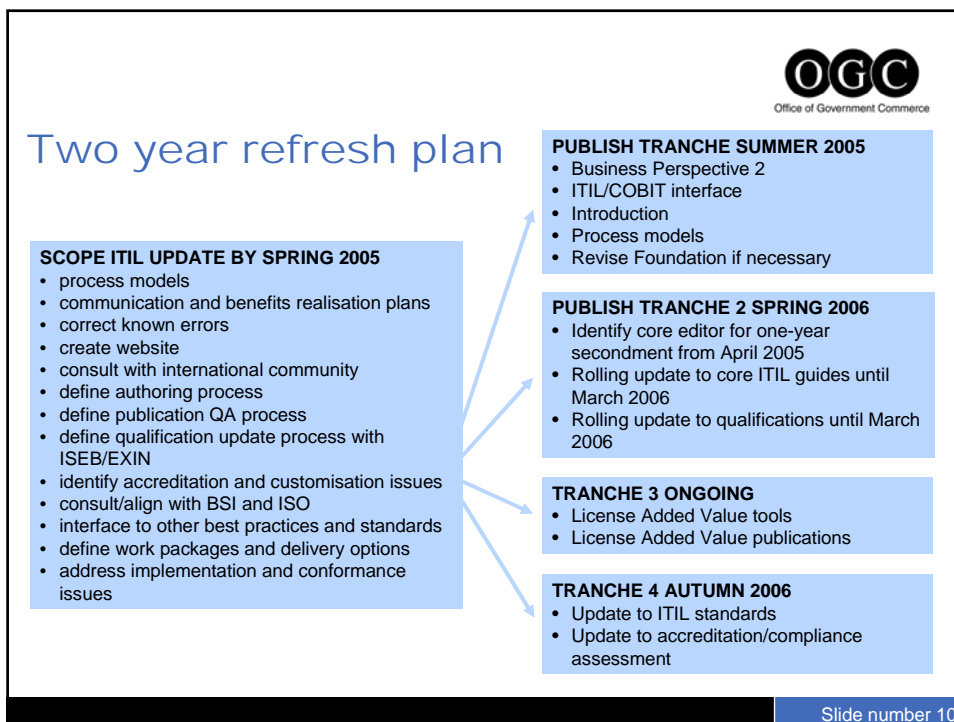 OGC
Office of Government Commerce
Two year refresh plan
SCOPE ITIL UPDATE BY SPRING 2005
• process models
• communication and benefits realisation plans
• correct known errors
• create website
• consult with international community
• define authoring process
• define publication QA process
• define qualification update process with
ISEB/EXIN
• identify accreditation and customisation issues
• consult/align with BSI and ISO
• interface to other best practices and standards
• define work packages and delivery options
• address implementation and conformance
issues
PUBLISH TRANCHE SUMMER 2005
• Business Perspective 2
• ITIL/COBIT interface
• Introduction
• Process models
• Revise Foundation if necessary
PUBLISH TRANCHE 2 SPRING 2006
• Identify core editor for one-year
secondment from April 2005
• Rolling update to core ITIL guides until
March 2006
• Rolling update to qualifications until March
2006
TRANCHE 3 ONGOING
• License Added Value tools
• License Added Value publications
TRANCHE 4 AUTUMN 2006
• Update to ITIL standards
• Update to accreditation/compliance
assessment
Slide number 10